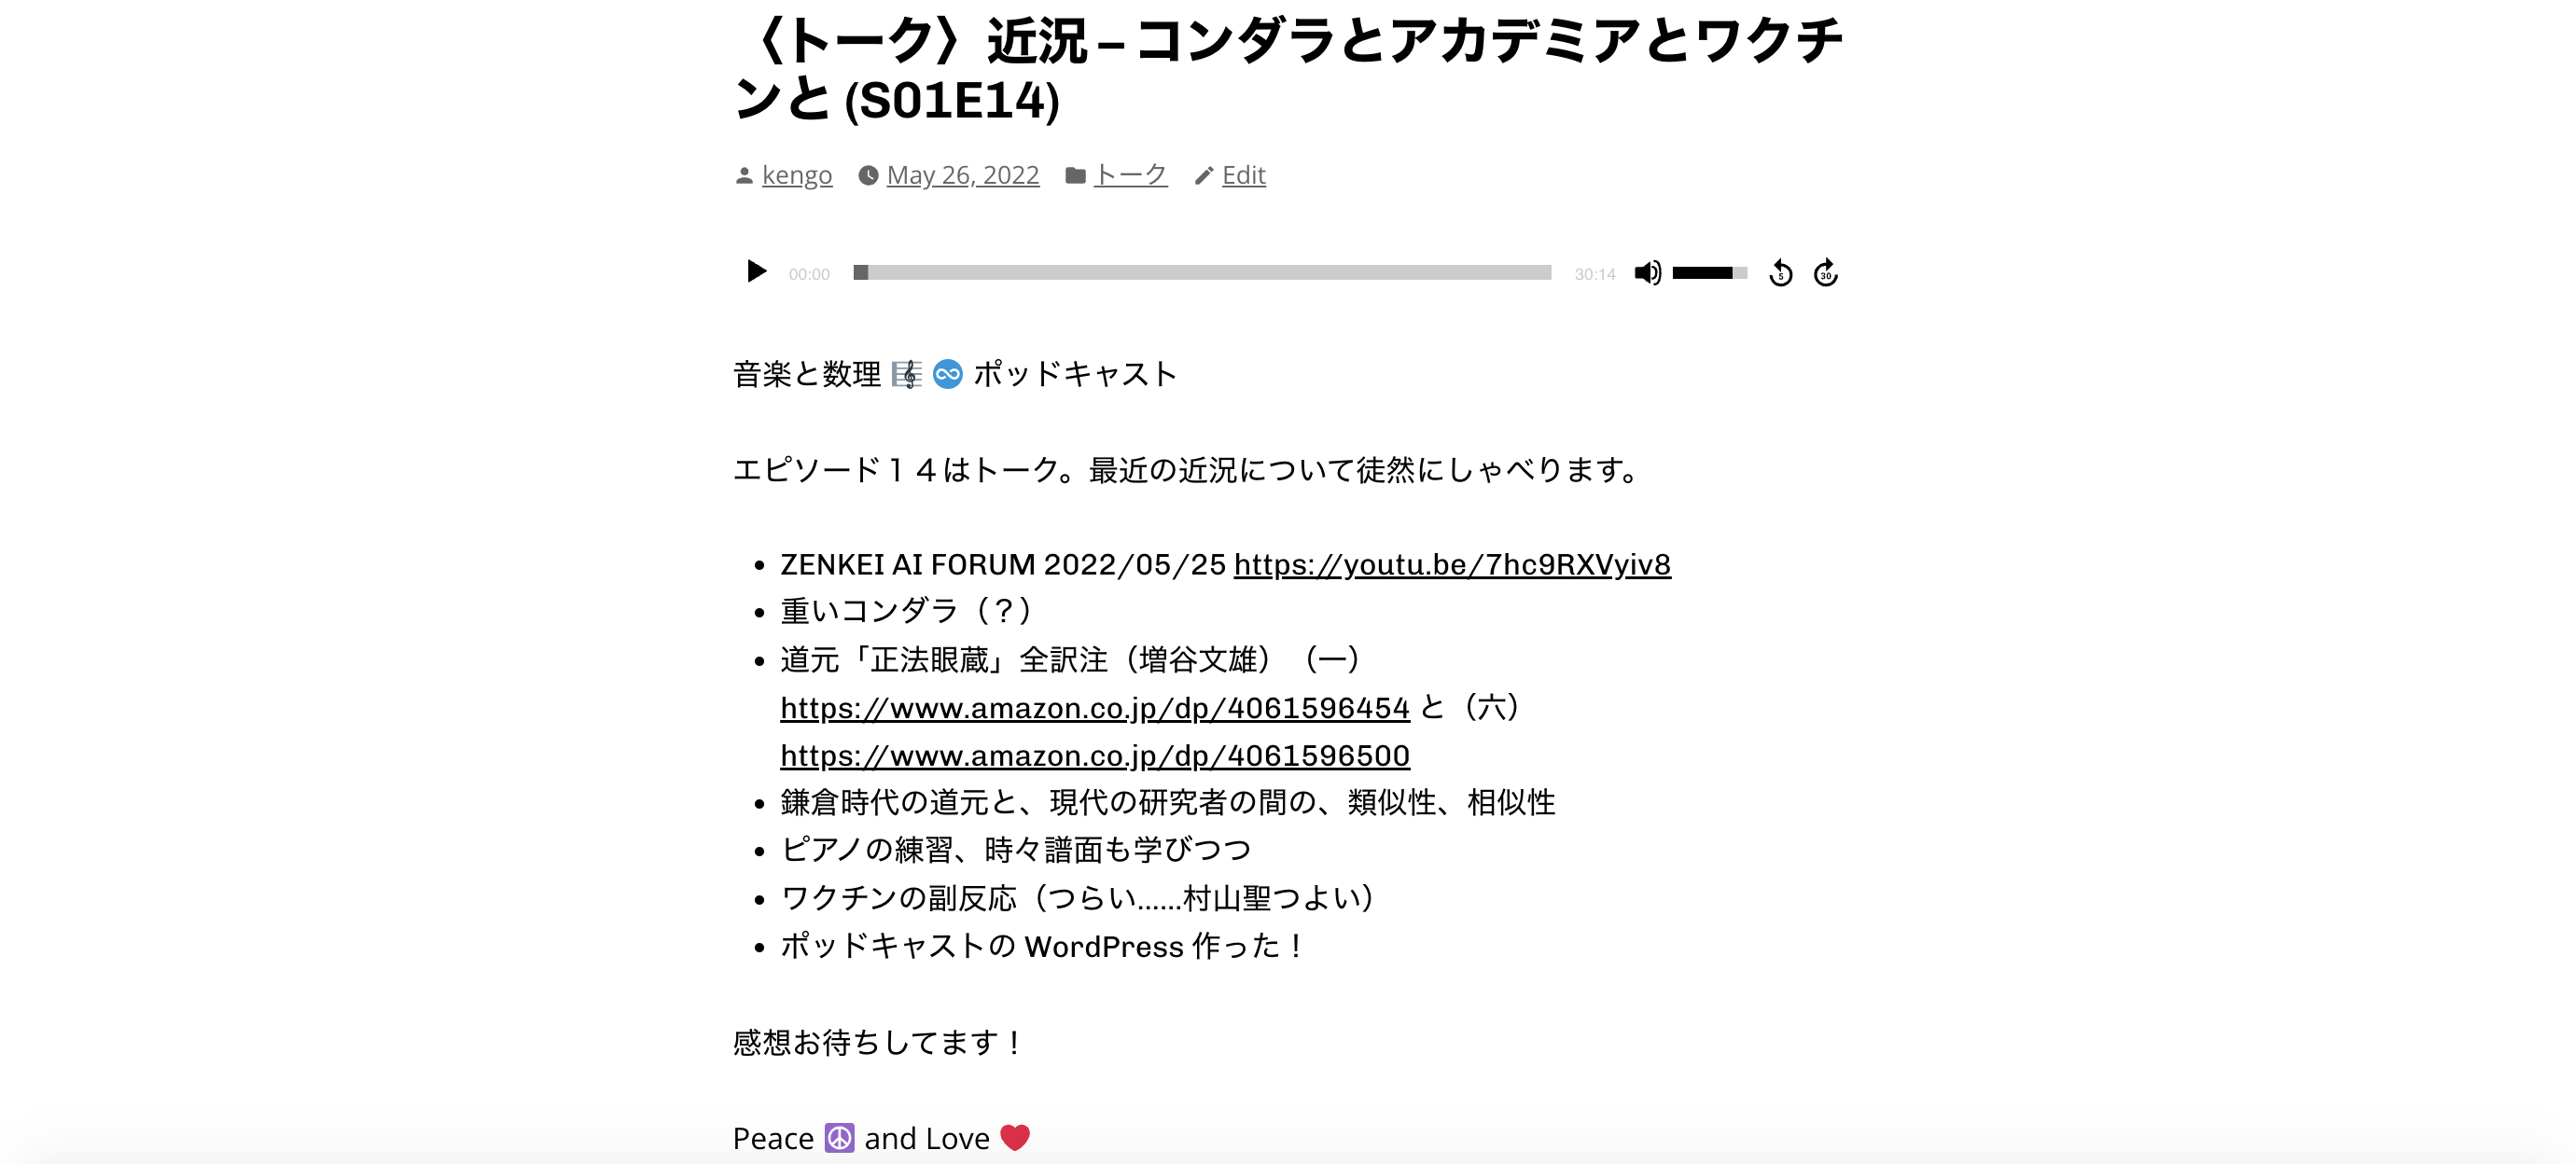 〈トーク〉近況 – コンダラとアカデミアとワクチ
ンと (S01E14)
kengo May 26, 2022 トーク Edit
00:00 30:14 5 30
音楽と数理 🎼 ♾️ ポッドキャスト
エピソード１４はトーク。最近の近況について徒然にしゃべります。
• ZENKEI AI FORUM 2022/05/25 https://youtu.be/7hc9RXVyiv8
• 重いコンダラ（？）
• 道元「正法眼蔵」全訳注（増谷文雄）（一）
https://www.amazon.co.jp/dp/4061596454 と（六）
https://www.amazon.co.jp/dp/4061596500
• 鎌倉時代の道元と、現代の研究者の間の、類似性、相似性
• ピアノの練習、時々譜面も学びつつ
• ワクチンの副反応（つらい……村山聖つよい）
• ポッドキャストの WordPress 作った！
感想お待ちしてます！
Peace ☮️ and Love ❤️